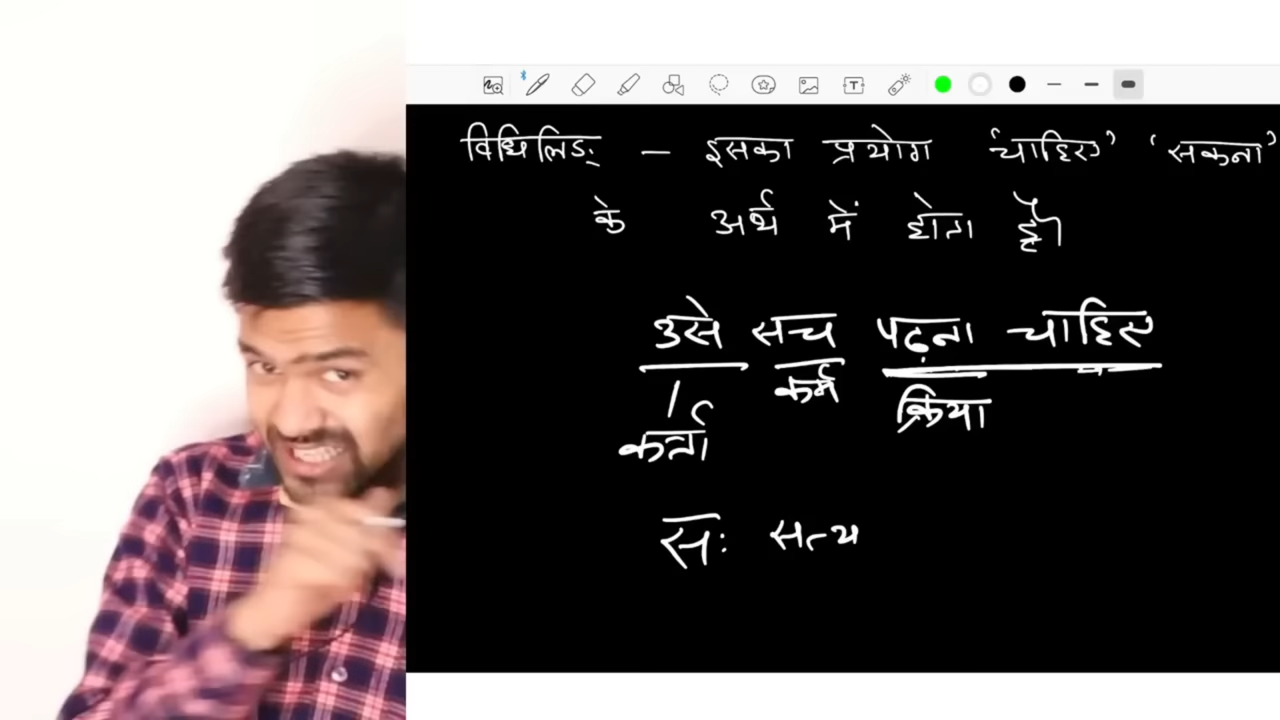 विधिलिङ्: - इसका प्रयोग 'चाहिए' 'सकना'
के अर्थ में होता है।
उसे सच पढ़ना चाहिए
कर्म क्रिया
कर्त्ता
सः सत्य